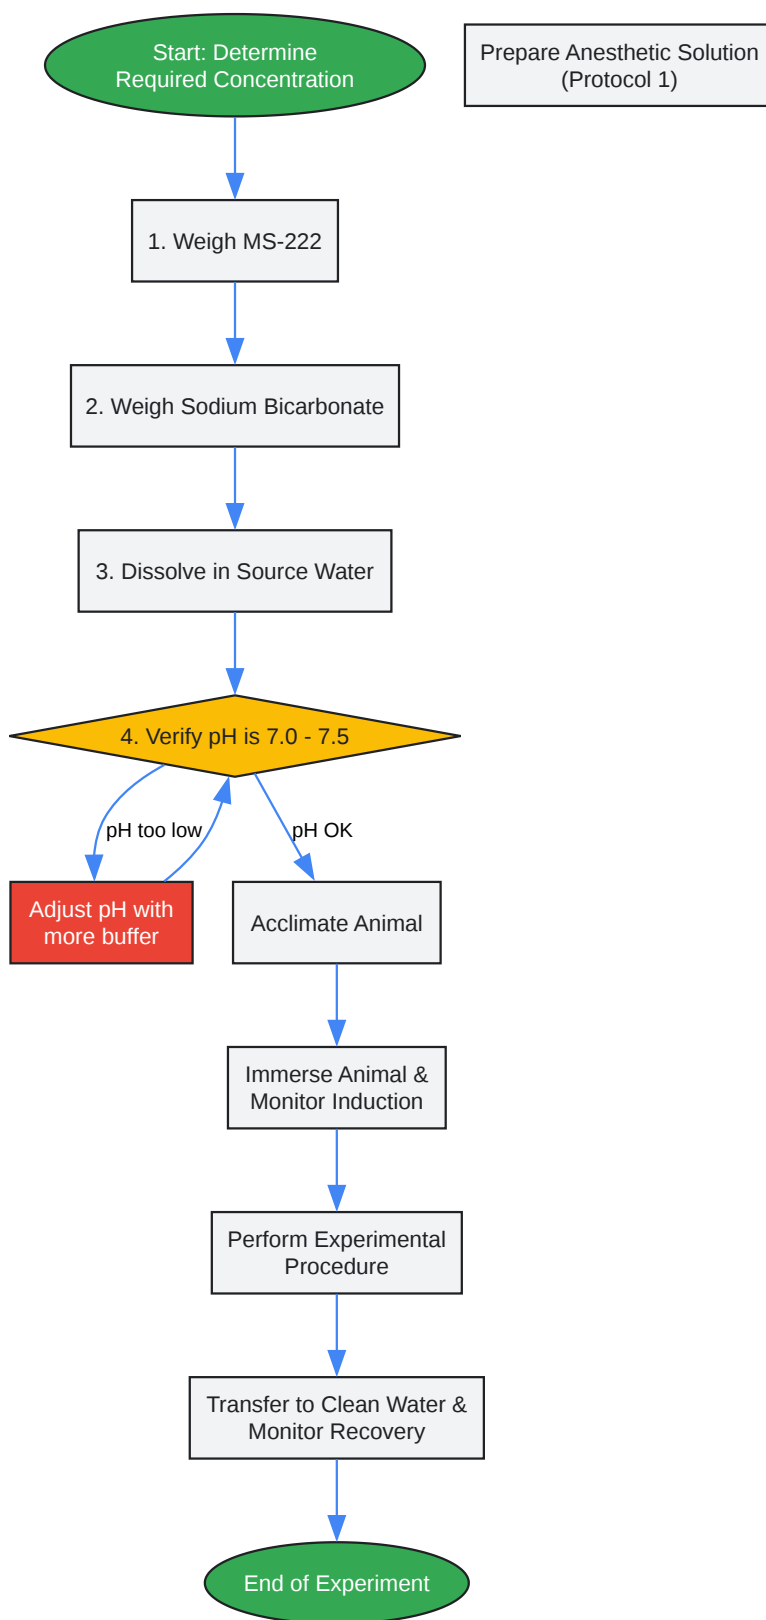 Start: Determine
Required Concentration
Prepare Anesthetic Solution
(Protocol 1)
1. Weigh MS-222
2. Weigh Sodium Bicarbonate
3. Dissolve in Source Water
4. Verify pH is 7.0 - 7.5
pH too low
pH OK
Adjust pH with
more buffer
Acclimate Animal
Immerse Animal &
Monitor Induction
Perform Experimental
Procedure
Transfer to Clean Water &
Monitor Recovery
End of Experiment